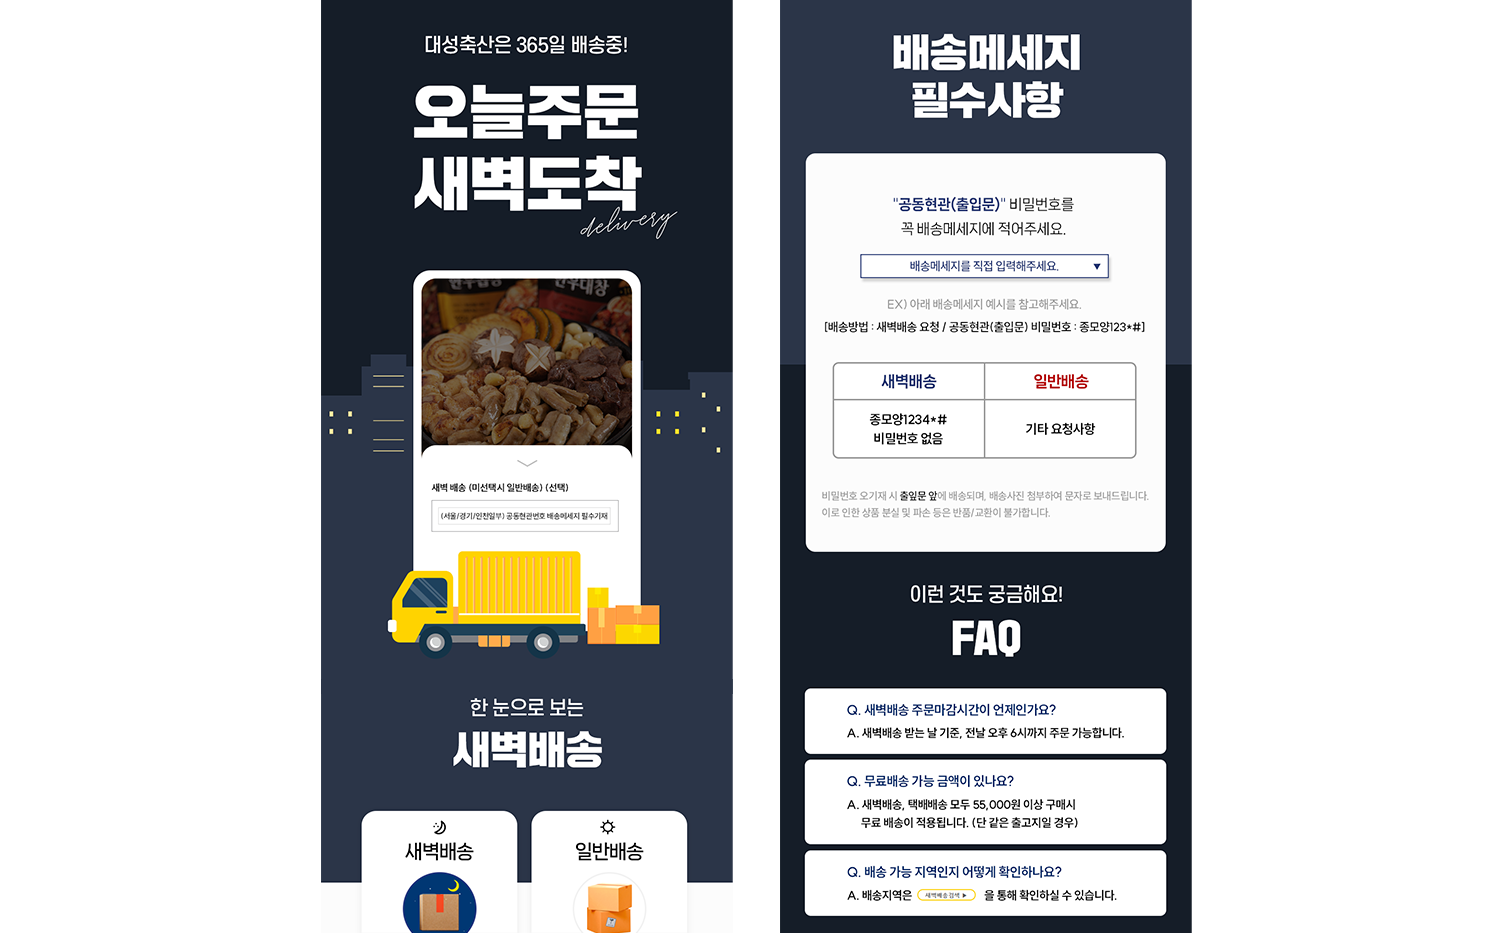 대성축산은 365일 배송중!
오늘주문
새벽도착
delivery
새벽 배송 (미선택시 일반배송) (선택)
(서울/경기/인천일부) 공동현관번호 배송메세지 필수기재
한 눈으로 보는
새벽배송
새벽배송
일반배송
배송메세지
필수사항
"공동현관(출입문)" 비밀번호를
꼭 배송메세지에 적어주세요.
배송메세지를 직접 입력해주세요. ▼
EX) 아래 배송메세지 예시를 참고해주세요.
[배송방법 : 새벽배송 요청 / 공동현관(출입문) 비밀번호 : 종모양123*#]
새벽배송
일반배송
종모양1234*#
비밀번호 없음
기타 요청사항
비밀번호 오기재 시 출잎문 앞에 배송되며, 배송사진 첨부하여 문자로 보내드립니다.
이로 인한 상품 분실 및 파손 등은 반품/교환이 불가합니다.
이런 것도 궁금해요!
FAQ
Q. 새벽배송 주문마감시간이 언제인가요?
A. 새벽배송 받는 날 기준, 전날 오후 6시까지 주문 가능합니다.
Q. 무료배송 가능 금액이 있나요?
A. 새벽배송, 택배배송 모두 55,000원 이상 구매시
무료 배송이 적용됩니다. (단 같은 출고지일 경우)
Q. 배송 가능 지역인지 어떻게 확인하나요?
A. 배송지역은 새벽배송검색 ▶ 을 통해 확인하실 수 있습니다.